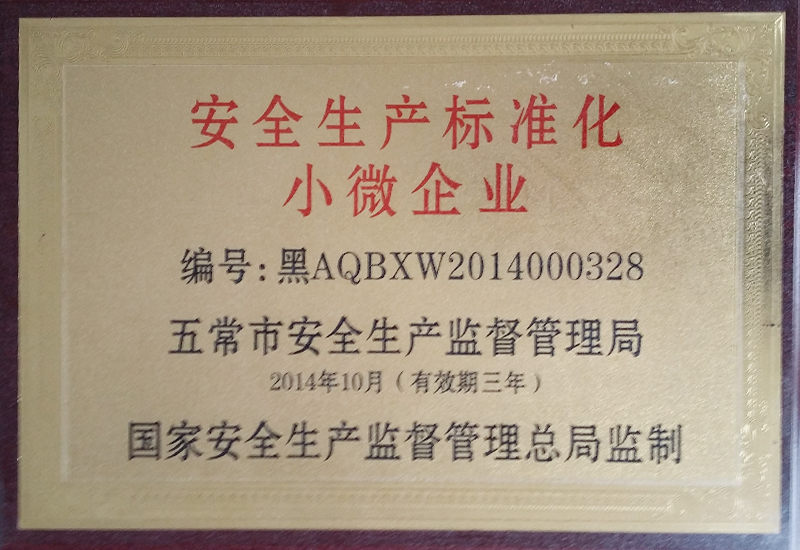 安全生产标准化
小微企业
编号:黑AQBXW2014000328
五常市安全生产监督管理局
2014年10月(有效期三年)
国家安全生产监督管理总局监制